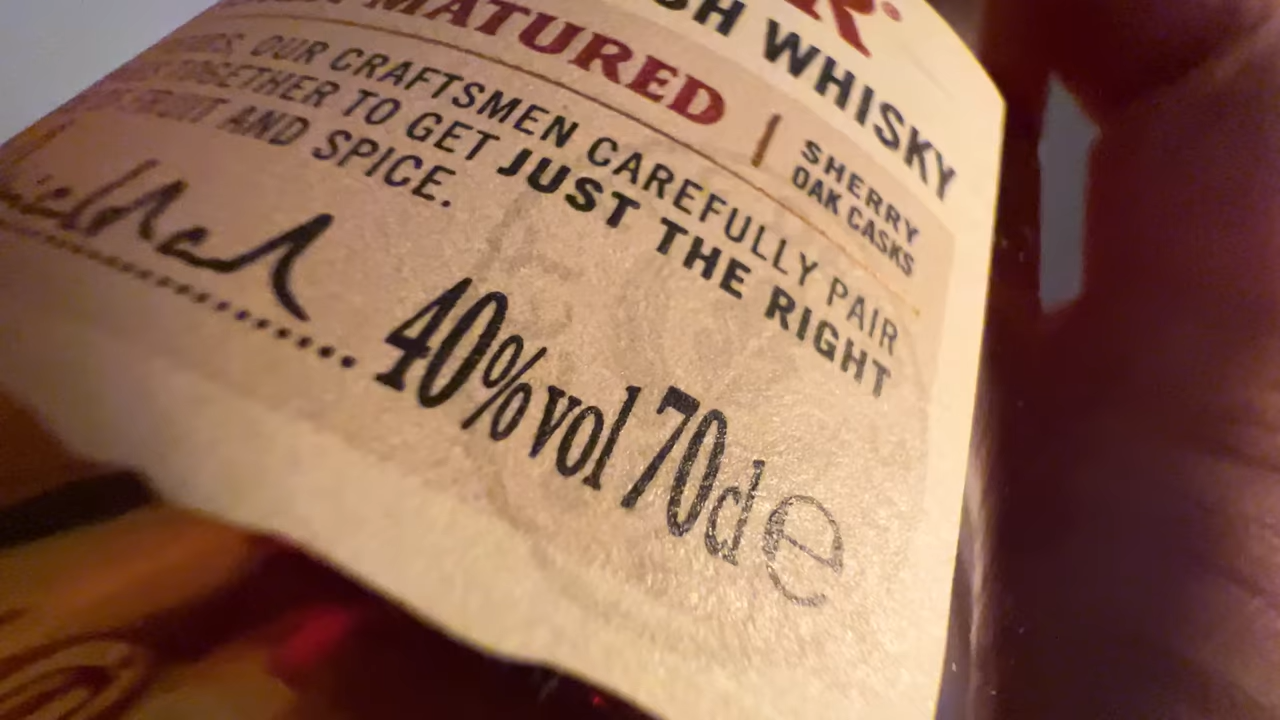 SH WHISKY
MATURED | SHERRY
OAK CASKS
OUR CRAFTSMEN CAREFULLY PAIR
TOGETHER TO GET JUST THE RIGHT
FRUIT AND SPICE.
40%vol 70cl e